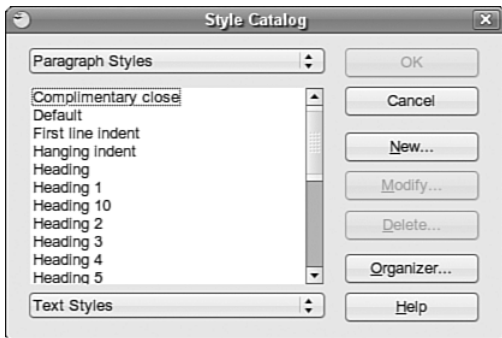 Style Catalog
Paragraph Styles
Complimentary close
Default
First line indent
Hanging indent
Heading
Heading 1
Heading 10
Heading 2
Heading 3
Heading 4
Heading 5
Text Styles
OK
Cancel
New...
Modify...
Delete...
Organizer...
Help